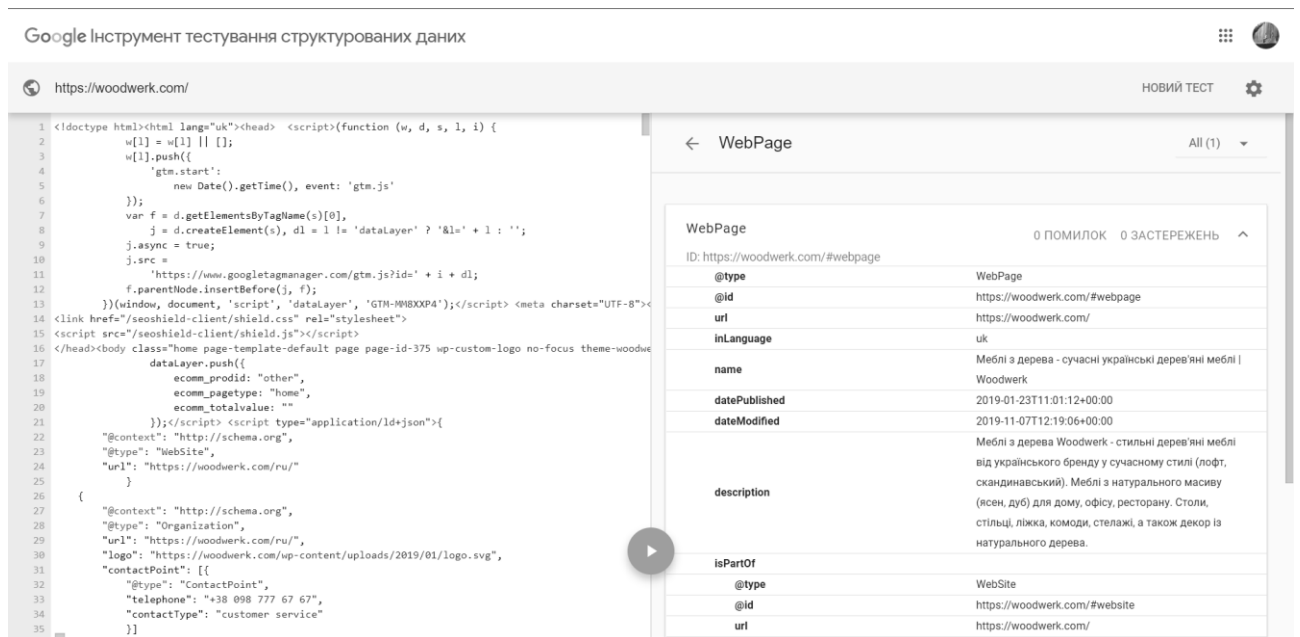 Google Інструмент тестування структурованих даних
https://woodwerk.com/
НОВИЙ ТЕСТ
1 <!doctype html><html lang="uk"><head> <script>(function (w, d, s, l, i) {
2 w[l] = w[l] || [];
3 w[l].push({
4 'gtm.start':
5 new Date().getTime(), event: 'gtm.js'
6 });
7 var f = d.getElementsByTagName(s)[0],
8 j = d.createElement(s), dl = l != 'dataLayer' ? '&l=' + l : '';
9 j.async = true;
10 j.src =
11 'https://www.googletagmanager.com/gtm.js?id=' + i + dl;
12 f.parentNode.insertBefore(j, f);
13 })(window, document, 'script', 'dataLayer', 'GTM-MM8XXP4');</script> <meta charset="UTF-8"><
14 <link href="/seoshield-client/shield.css" rel="stylesheet">
15 <script src="/seoshield-client/shield.js"></script>
16 </head><body class="home page-template-default page page-id-375 wp-custom-logo no-focus theme-woodwe
17 dataLayer.push({
18 ecomm_prodid: "other",
19 ecomm_pagetype: "home",
20 ecomm_totalvalue: ""
21 });</script> <script type="application/ld+json">{
22 "@context": "http://schema.org",
23 "@type": "WebSite",
24 "url": "https://woodwerk.com/ru/"
25 }
26 {
27 "@context": "http://schema.org",
28 "@type": "Organization",
29 "url": "https://woodwerk.com/ru/",
30 "logo": "https://woodwerk.com/wp-content/uploads/2019/01/logo.svg",
31 "contactPoint": [{
32 "@type": "ContactPoint",
33 "telephone": "+38 098 777 67 67",
34 "contactType": "customer service"
35 }]
WebPage
All (1)
WebPage
0 ПОМИЛОК 0 ЗАСТЕРЕЖЕНЬ
ID: https://woodwerk.com/#webpage
@type WebPage
@id https://woodwerk.com/#webpage
url https://woodwerk.com/
inLanguage uk
name Меблі з дерева - сучасні українські дерев'яні меблі |
Woodwerk
datePublished 2019-01-23T11:01:12+00:00
dateModified 2019-11-07T12:19:06+00:00
description Меблі з дерева Woodwerk - стильні дерев'яні меблі
від українського бренду у сучасному стилі (лофт,
скандинавський). Меблі з натурального масиву
(ясен, дуб) для дому, офісу, ресторану. Столи,
стільці, ліжка, комоди, стелажі, а також декор із
натурального дерева.
isPartOf
@type WebSite
@id https://woodwerk.com/#website
url https://woodwerk.com/